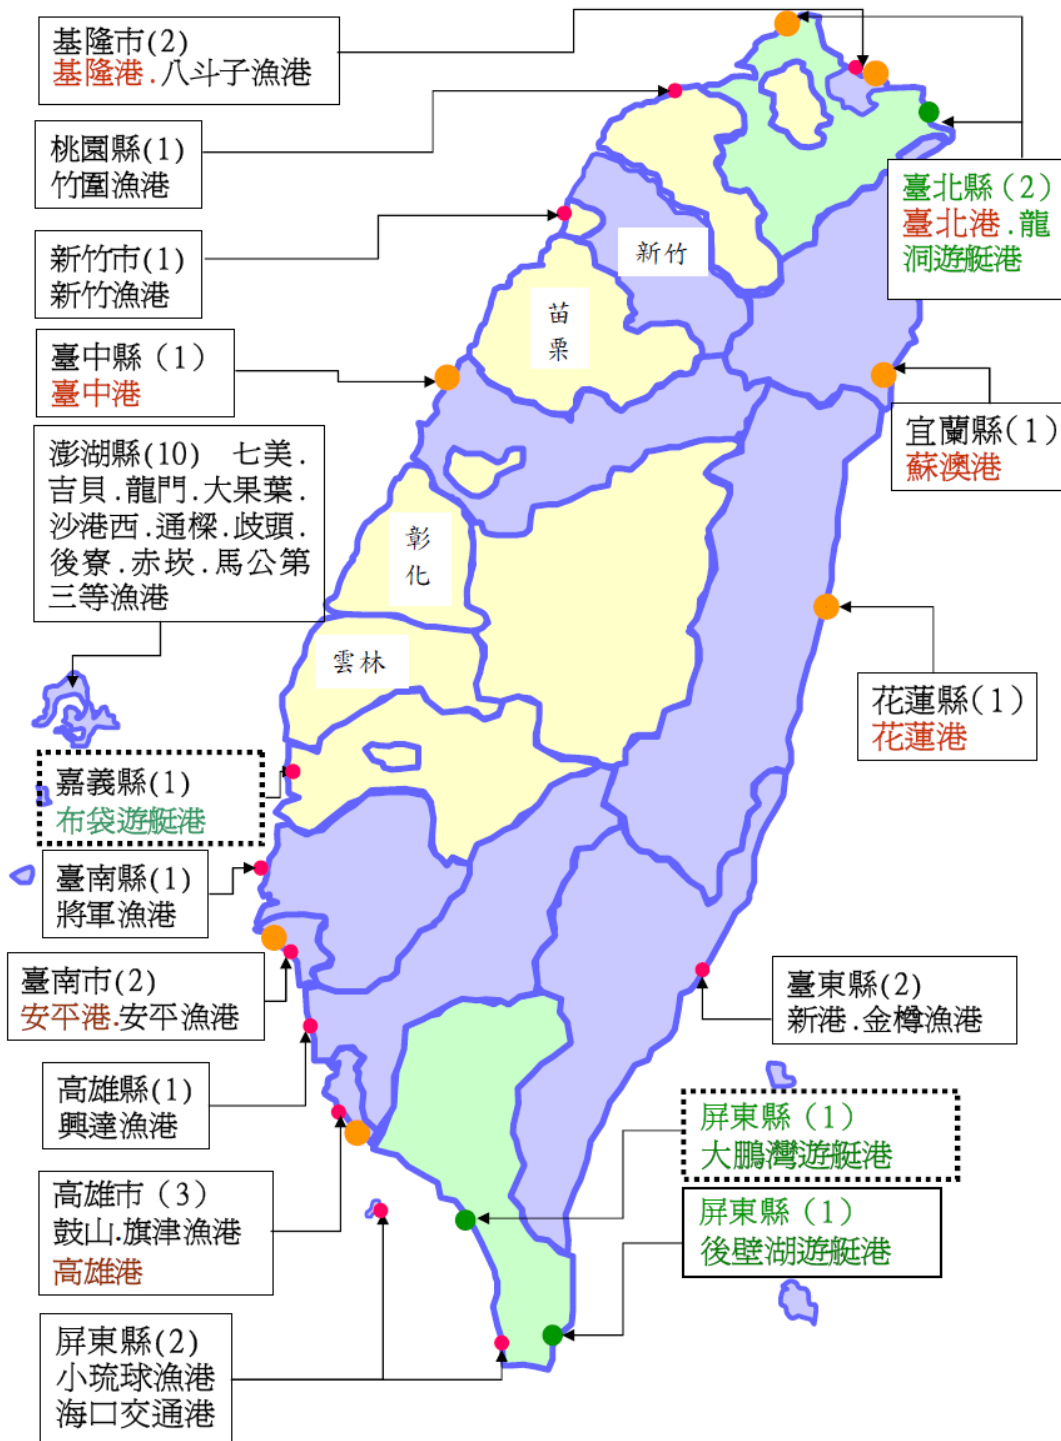 基隆市(2)
基隆港.八斗子漁港
桃園縣(1)
竹圍漁港
新竹市(1)
新竹漁港
臺中縣（1）
臺中港
澎湖縣(10) 七美.
吉貝.龍門.大果葉.
沙港西.通樑.歧頭.
後寮.赤崁.馬公第
三等漁港
嘉義縣(1)
布袋遊艇港
臺南縣(1)
將軍漁港
臺南市(2)
安平港.安平漁港
高雄縣(1)
興達漁港
高雄市（3）
鼓山.旗津漁港
高雄港
屏東縣(2)
小琉球漁港
海口交通港
新竹
苗
栗
彰
化
雲林
臺北縣（2）
臺北港.龍
洞遊艇港
宜蘭縣(1)
蘇澳港
花蓮縣(1)
花蓮港
臺東縣(2)
新港.金樽漁港
屏東縣（1）
大鵬灣遊艇港
屏東縣（1）
後壁湖遊艇港